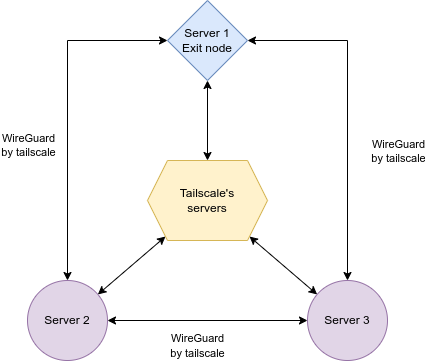 Server 1
Exit node
WireGuard
by tailscale
WireGuard
by tailscale
Tailscale's
servers
Server 2
Server 3
WireGuard
by tailscale